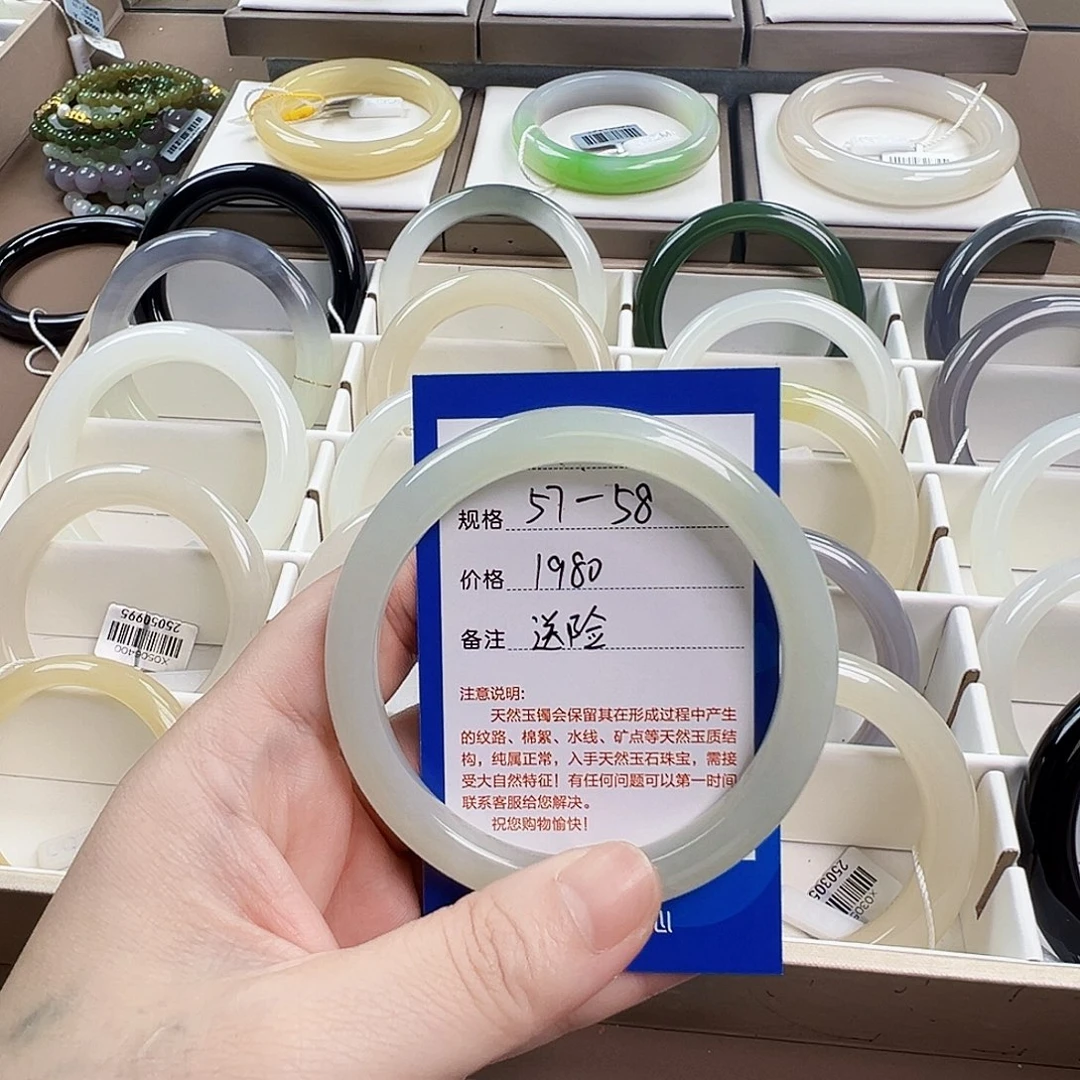 规格 57-58
价格 1980
备注 送险
注意说明:
天然玉镯会保留其在形成过程中产生
的纹路、棉絮、水线、矿点等天然玉质结
构，纯属正常，入手天然玉石珠宝，需接
受大自然特征！有任何问题可以第一时间
联系客服给您解决。
祝您购物愉快！
25050995
250305